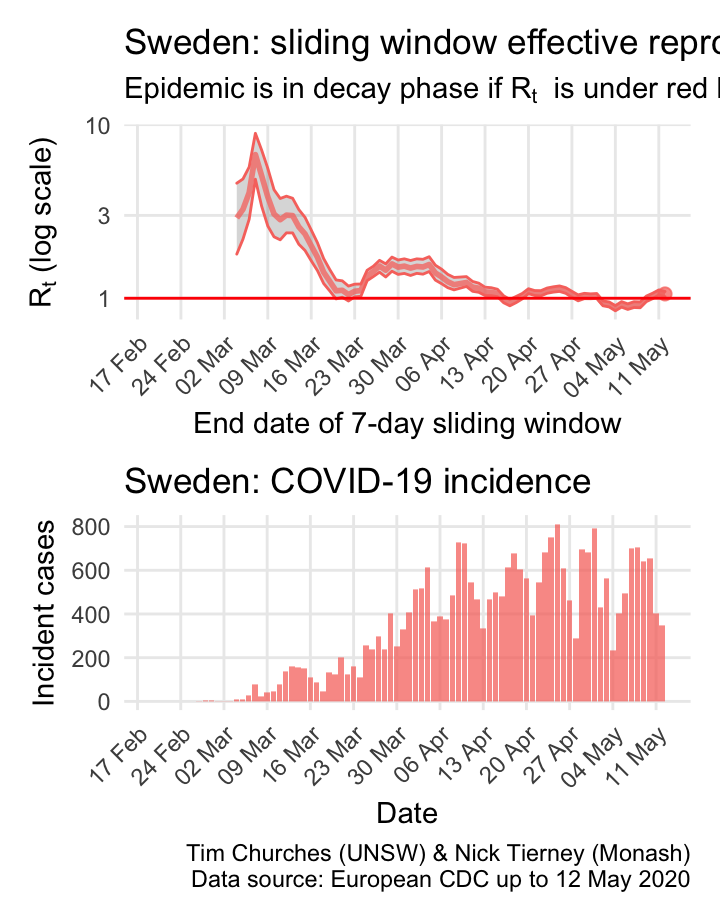 Sweden: sliding window effective repro
Epidemic is in decay phase if Rt is under red
10
3
1
Rt (log scale)
17 Feb
24 Feb
02 Mar
09 Mar
16 Mar
23 Mar
30 Mar
06 Apr
13 Apr
20 Apr
27 Apr
04 May
11 May
End date of 7-day sliding window
Sweden: COVID-19 incidence
800
600
400
200
0
Incident cases
17 Feb
24 Feb
02 Mar
09 Mar
16 Mar
23 Mar
30 Mar
06 Apr
13 Apr
20 Apr
27 Apr
04 May
11 May
Date
Tim Churches (UNSW) & Nick Tierney (Monash)
Data source: European CDC up to 12 May 2020